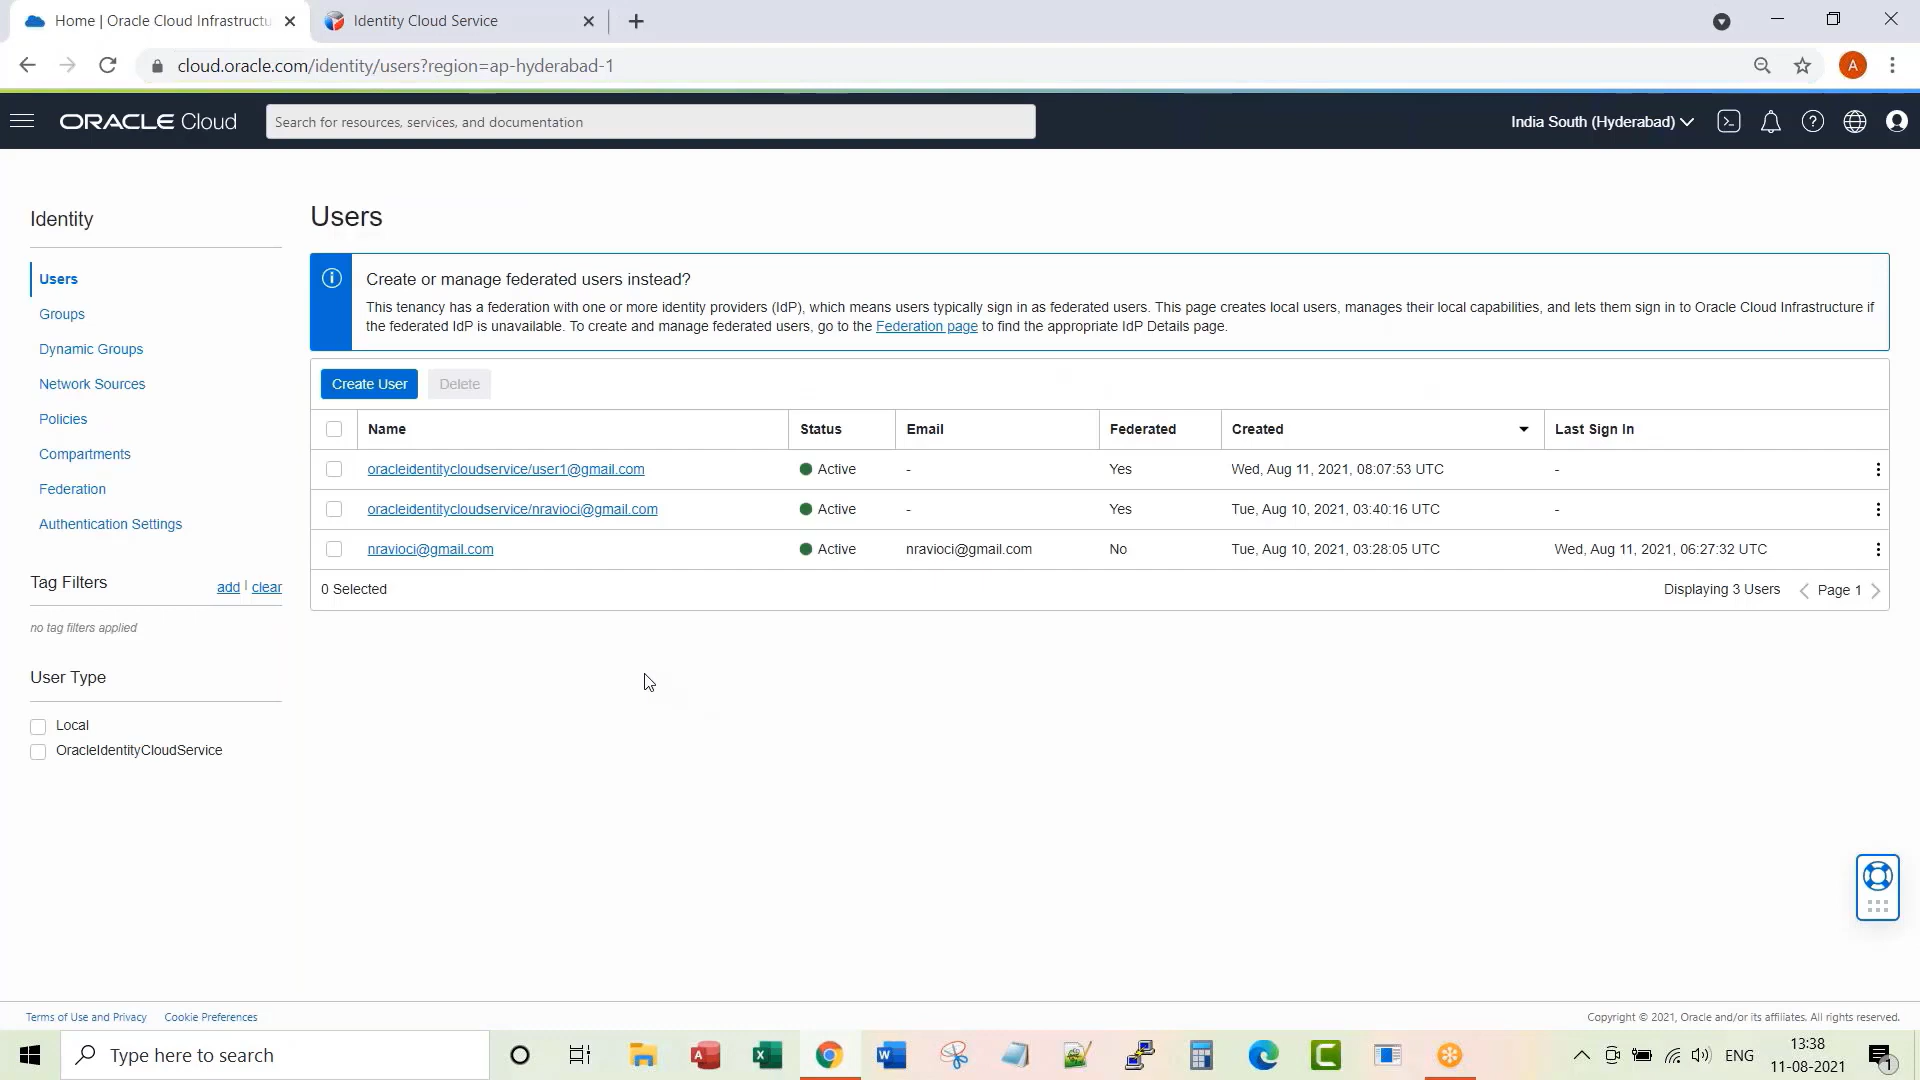 Home | Oracle Cloud Infrastructu
Identity Cloud Service
cloud.oracle.com/identity/users?region=ap-hyderabad-1
A
ORACLE Cloud
Search for resources, services, and documentation
India South (Hyderabad)
Identity
Users
Groups
Dynamic Groups
Network Sources
Policies
Compartments
Federation
Authentication Settings
Tag Filters
add | clear
no tag filters applied
User Type
Local
OracleIdentityCloudService
Users
Create or manage federated users instead?
This tenancy has a federation with one or more identity providers (IdP), which means users typically sign in as federated users. This page creates local users, manages their local capabilities, and lets them sign in to Oracle Cloud Infrastructure if
the federated IdP is unavailable. To create and manage federated users, go to the Federation page to find the appropriate IdP Details page.
Create User Delete
Name Status Email Federated Created Last Sign In
oracleidentitycloudservice/user1@gmail.com Active - Yes Wed, Aug 11, 2021, 08:07:53 UTC -
oracleidentitycloudservice/nravioci@gmail.com Active - Yes Tue, Aug 10, 2021, 03:40:16 UTC -
nravioci@gmail.com Active nravioci@gmail.com No Tue, Aug 10, 2021, 03:28:05 UTC Wed, Aug 11, 2021, 06:27:32 UTC
0 Selected Displaying 3 Users Page 1
Terms of Use and Privacy Cookie Preferences
Copyright © 2021, Oracle and/or its affiliates. All rights reserved.
Type here to search
ENG
13:38
11-08-2021
1